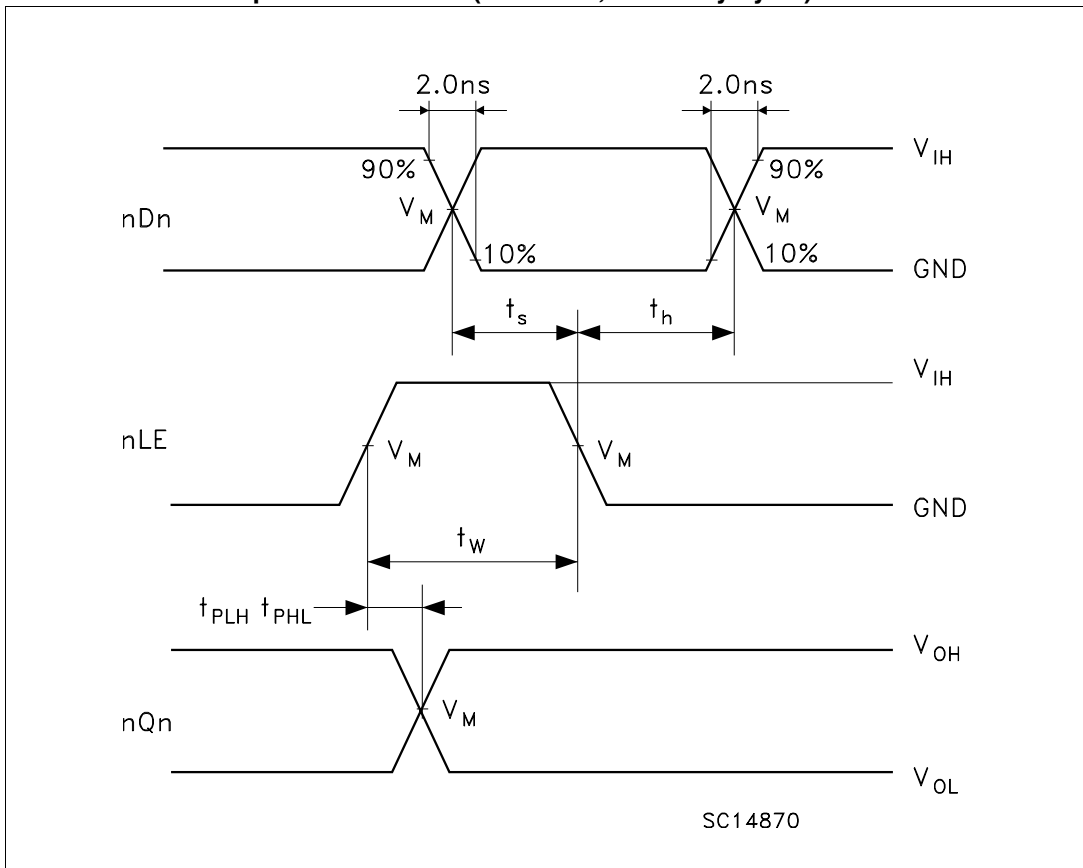 2.0ns 2.0ns
V_IH
90% 90%
nDn V_M V_M
10% 10%
GND
t_s t_h
V_IH
nLE V_M V_M
GND
t_W
t_PLH t_PHL
V_OH
nQn V_M
V_OL
SC14870